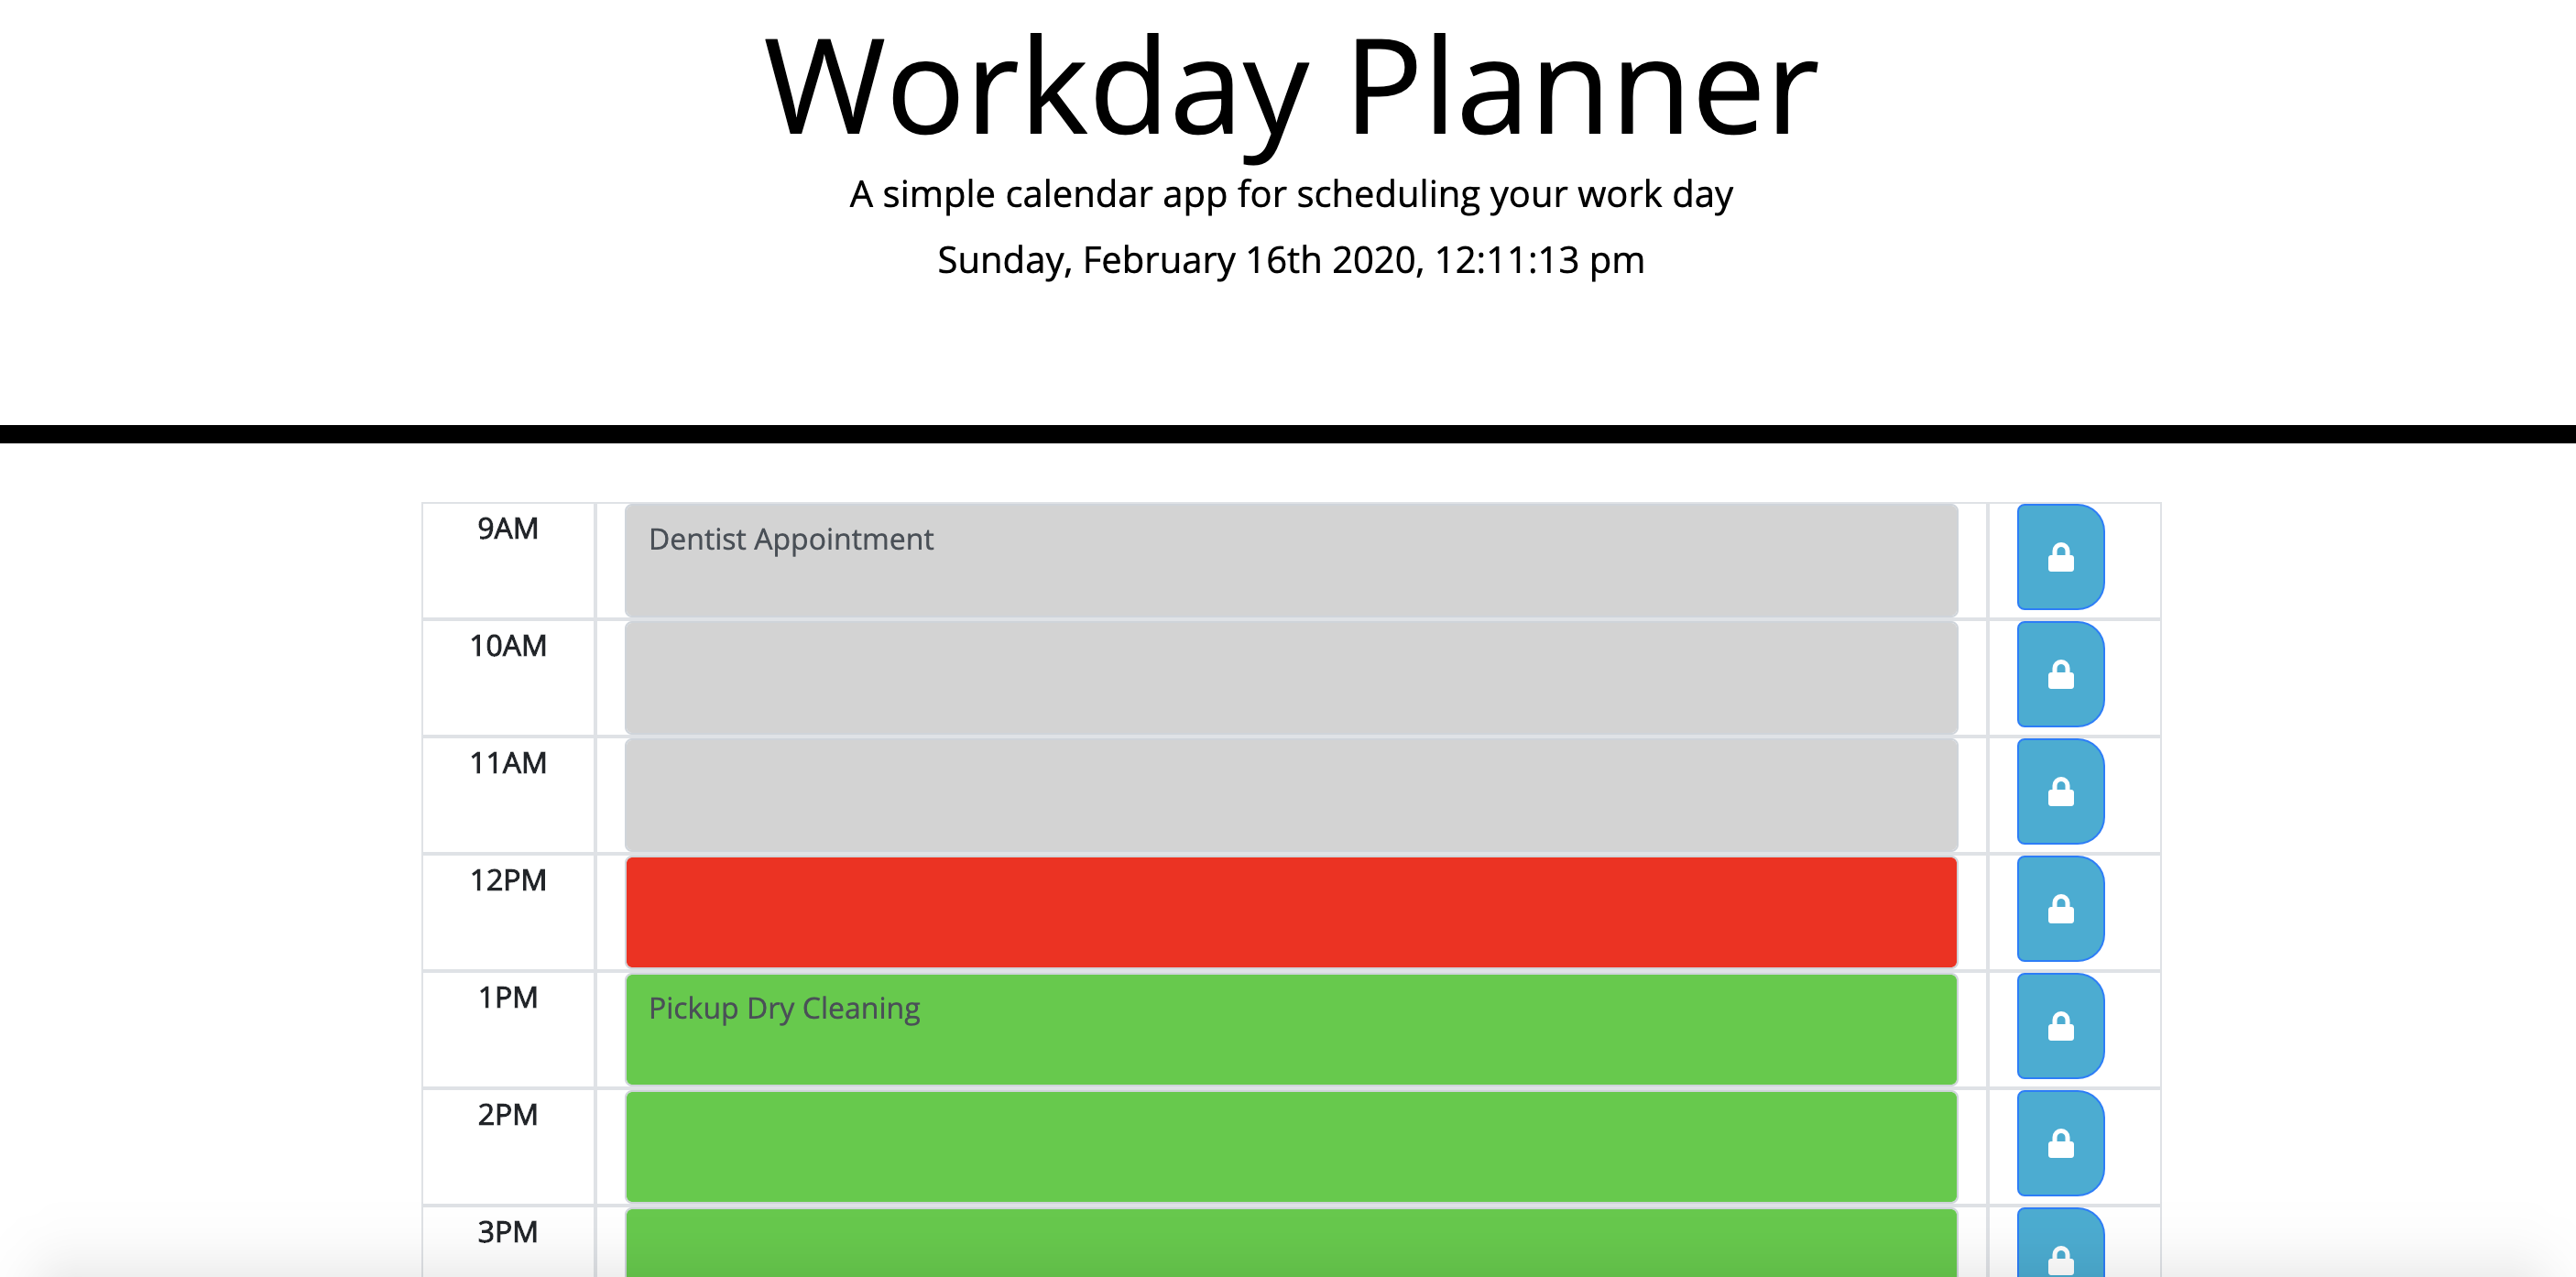 Workday Planner
A simple calendar app for scheduling your work day
Sunday, February 16th 2020, 12:11:13 pm
9AM
Dentist Appointment
10AM
11AM
12PM
1PM
Pickup Dry Cleaning
2PM
3PM